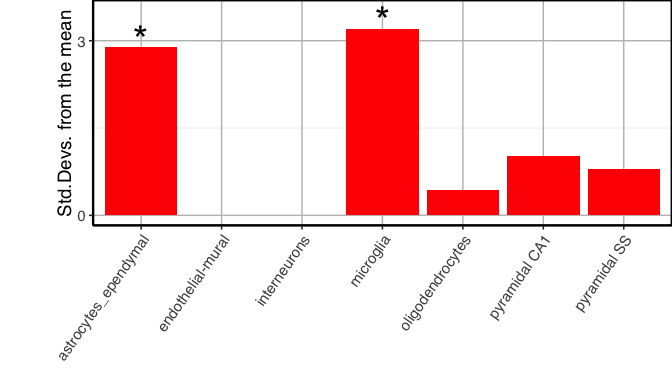 Std.Devs. from the mean
*
*
3
0
astrocytes_ependymal
endothelial-mural
interneurons
microglia
oligodendrocytes
pyramidal CA1
pyramidal SS